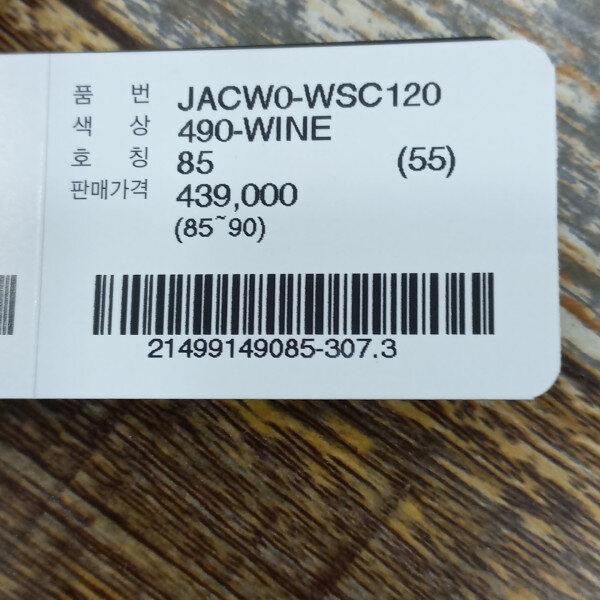 품 번 JACW0-WSC120
색 상 490-WINE
호 칭 85 (55)
판매가격 439,000
(85~90)
21499149085-307.3